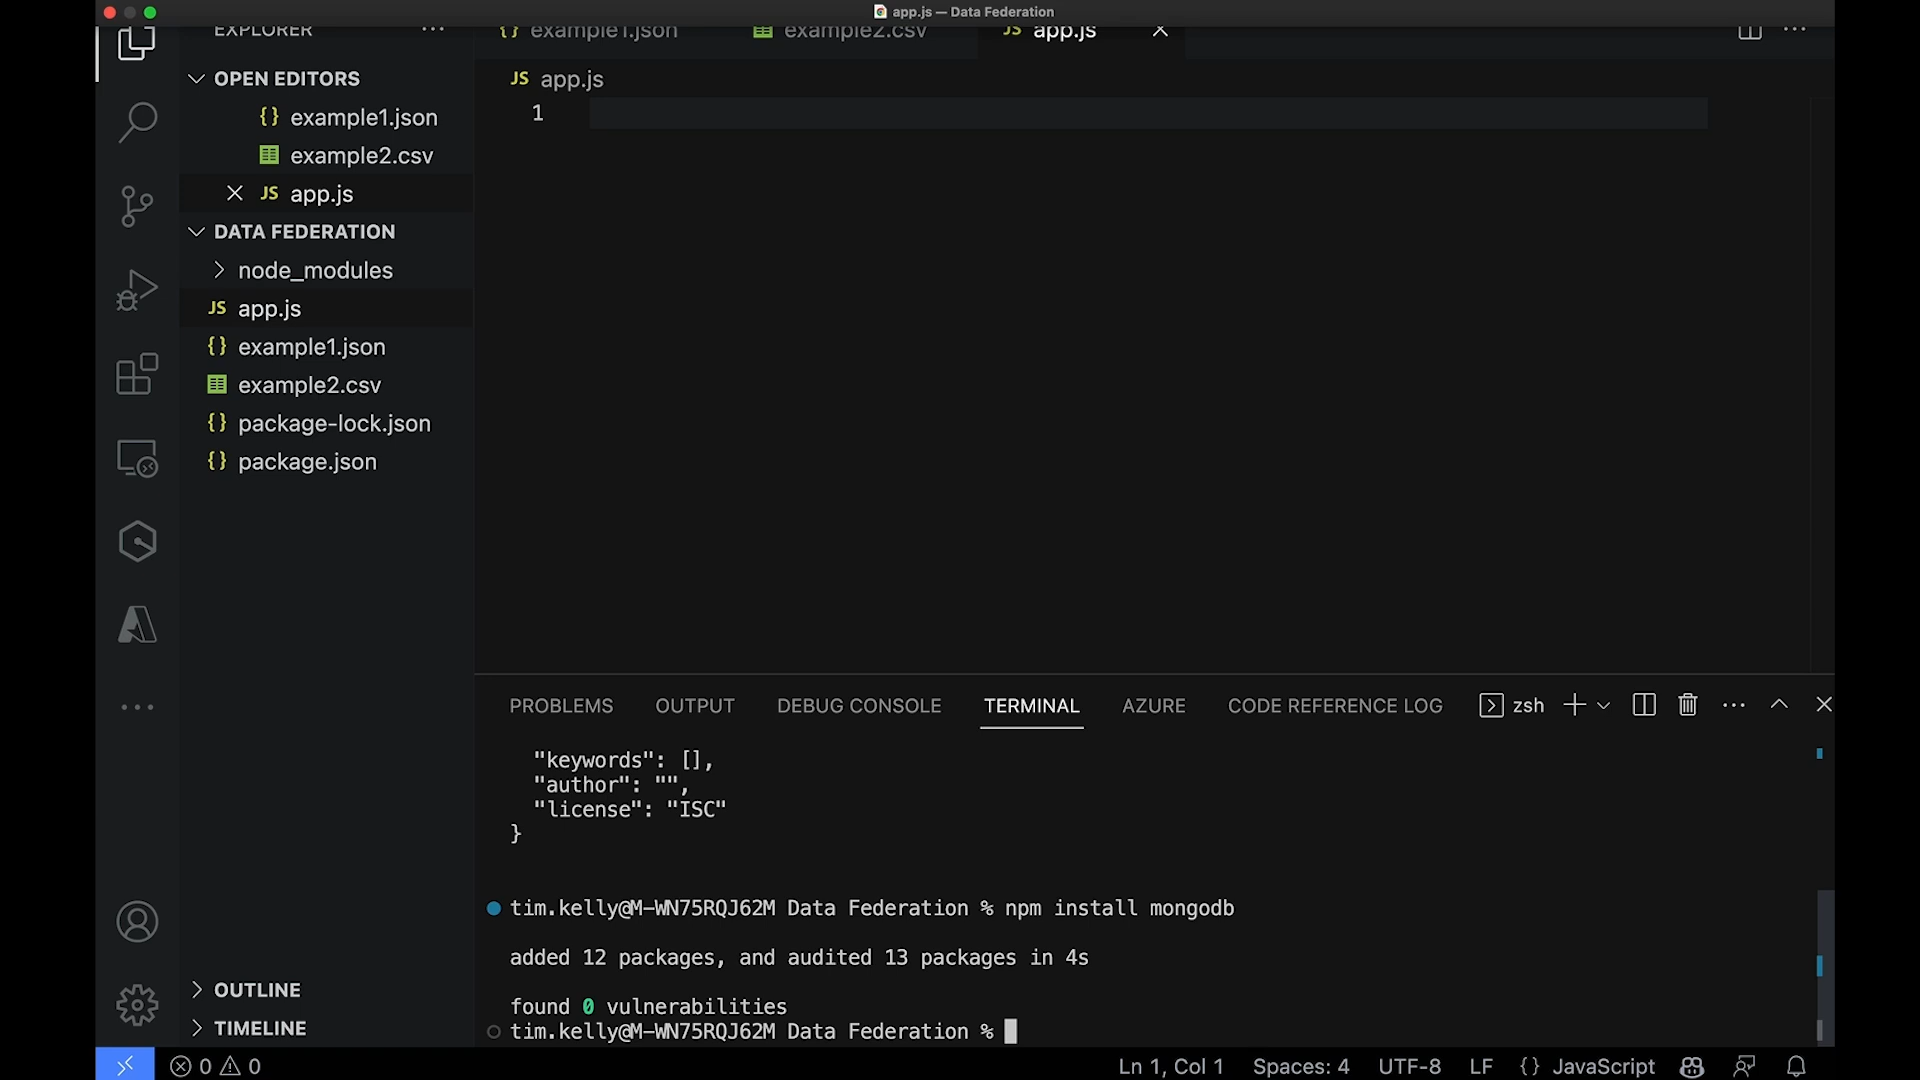 app.js — Data Federation
EXPLORER
example1.json
example2.csv
JS app.js
OPEN EDITORS
{} example1.json
example2.csv
JS app.js
DATA FEDERATION
node_modules
JS app.js
{} example1.json
example2.csv
{} package-lock.json
{} package.json
OUTLINE
TIMELINE
JS app.js
1
PROBLEMS
OUTPUT
DEBUG CONSOLE
TERMINAL
AZURE
CODE REFERENCE LOG
zsh
"keywords": [],
"author": "",
"license": "ISC"
}
tim.kelly@M-WN75RQJ62M Data Federation % npm install mongodb
added 12 packages, and audited 13 packages in 4s
found 0 vulnerabilities
tim.kelly@M-WN75RQJ62M Data Federation %
0 0
Ln 1, Col 1
Spaces: 4
UTF-8
LF
{} JavaScript